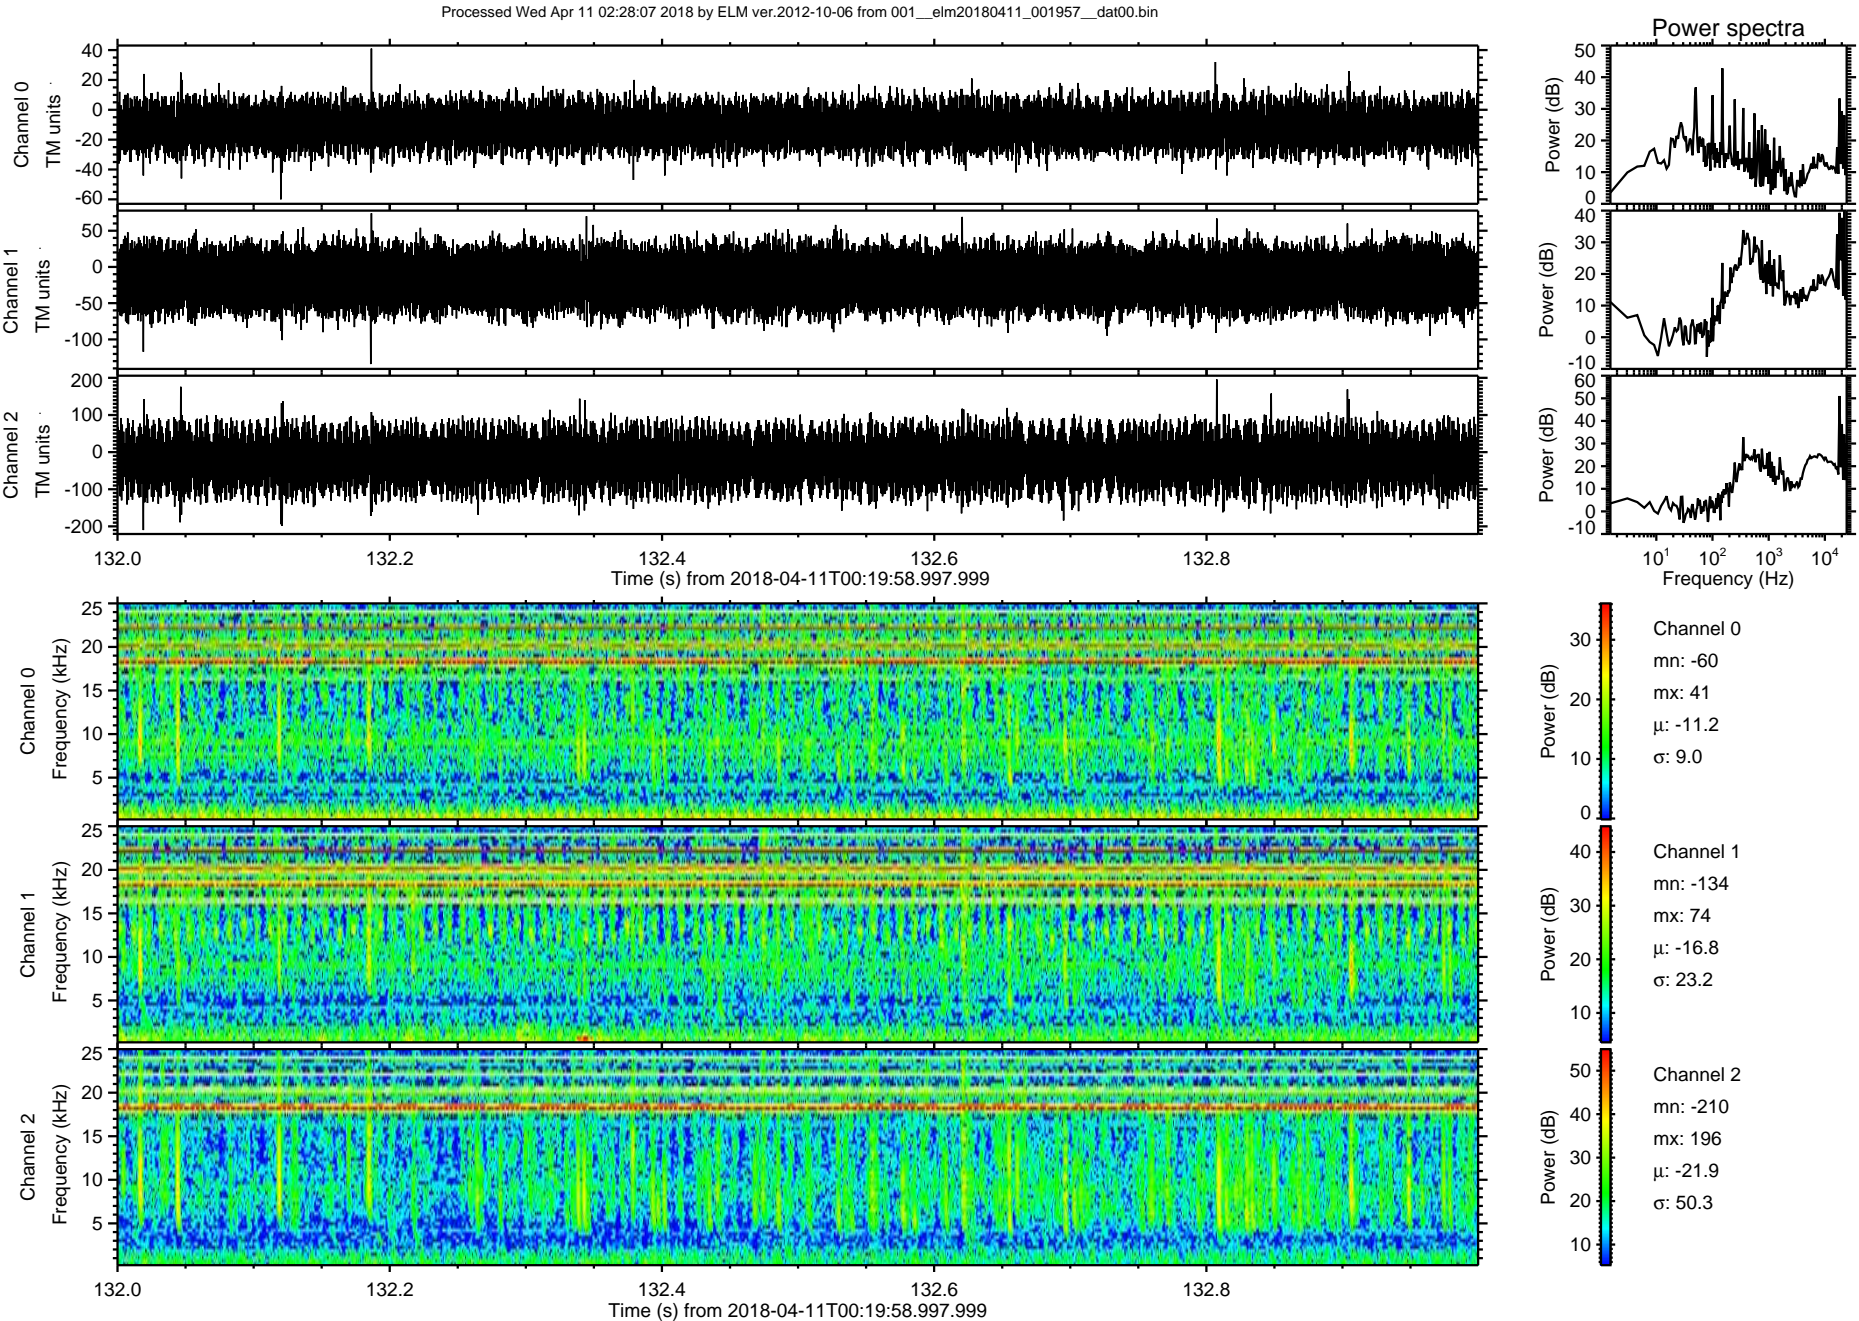 Processed Wed Apr 11 02:28:07 2018 by ELM ver.2012-10-06 from 001__elm20180411_001957__dat00.bin
Power spectra
Channel 0
TM units
40
20
0
-20
-40
-60
Power (dB)
50
40
30
20
10
0
Channel 1
TM units
50
0
-50
-100
Power (dB)
40
30
20
10
0
-10
Channel 2
TM units
200
100
0
-100
-200
Power (dB)
60
50
40
30
20
10
0
-10
132.0 132.2 132.4 132.6 132.8
Time (s) from 2018-04-11T00:19:58.997.999
10¹ 10² 10³ 10⁴
Frequency (Hz)
Channel 0
Frequency (kHz)
25
20
15
10
5
Power (dB)
30
20
10
0
Channel 0
mn: -60
mx: 41
µ: -11.2
σ: 9.0
Channel 1
Frequency (kHz)
25
20
15
10
5
Power (dB)
40
30
20
10
Channel 1
mn: -134
mx: 74
µ: -16.8
σ: 23.2
Channel 2
Frequency (kHz)
25
20
15
10
5
Power (dB)
50
40
30
20
10
Channel 2
mn: -210
mx: 196
µ: -21.9
σ: 50.3
132.0 132.2 132.4 132.6 132.8
Time (s) from 2018-04-11T00:19:58.997.999